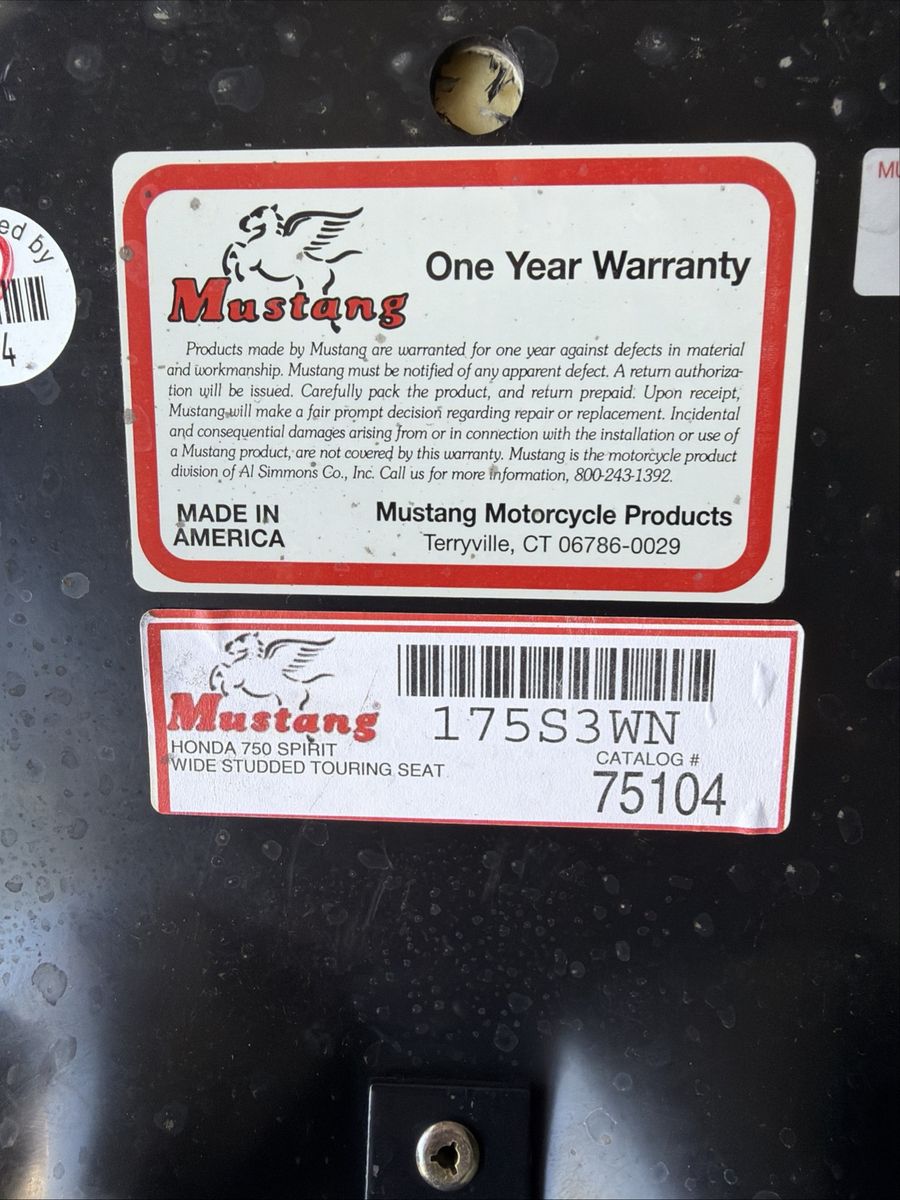 ed by
4
MU
Mustang
One Year Warranty
Products made by Mustang are warranted for one year against defects in material
and workmanship. Mustang must be notified of any apparent defect. A return authoriza-
tion will be issued. Carefully pack the product, and return prepaid. Upon receipt,
Mustang will make a fair prompt decision regarding repair or replacement. Incidental
and consequential damages arising from or in connection with the installation or use of
a Mustang product, are not covered by this warranty. Mustang is the motorcycle product
division of Al Simmons Co., Inc. Call us for more information, 800-243-1392.
MADE IN
AMERICA
Mustang Motorcycle Products
Terryville, CT 06786-0029
Mustang®
HONDA 750 SPIRIT
WIDE STUDDED TOURING SEAT
175S3WN
CATALOG #
75104